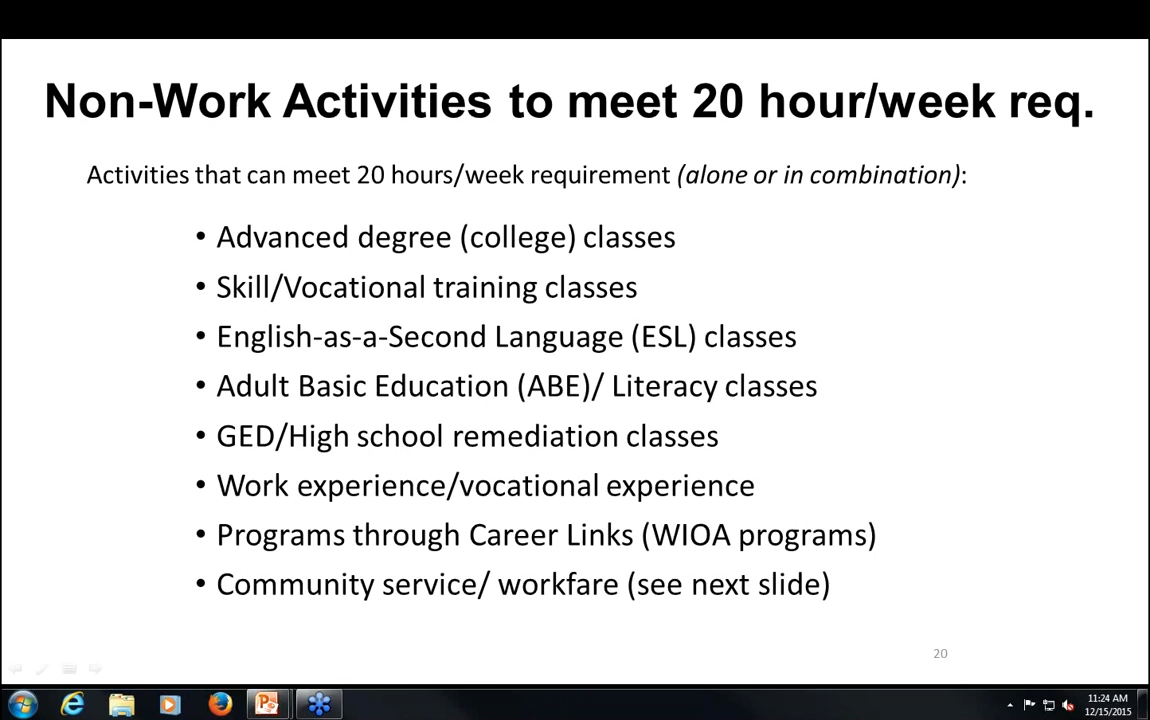 Non-Work Activities to meet 20 hour/week req.
Activities that can meet 20 hours/week requirement (alone or in combination):
• Advanced degree (college) classes
• Skill/Vocational training classes
• English-as-a-Second Language (ESL) classes
• Adult Basic Education (ABE)/ Literacy classes
• GED/High school remediation classes
• Work experience/vocational experience
• Programs through Career Links (WIOA programs)
• Community service/ workfare (see next slide)
20
11:24 AM
12/15/2015